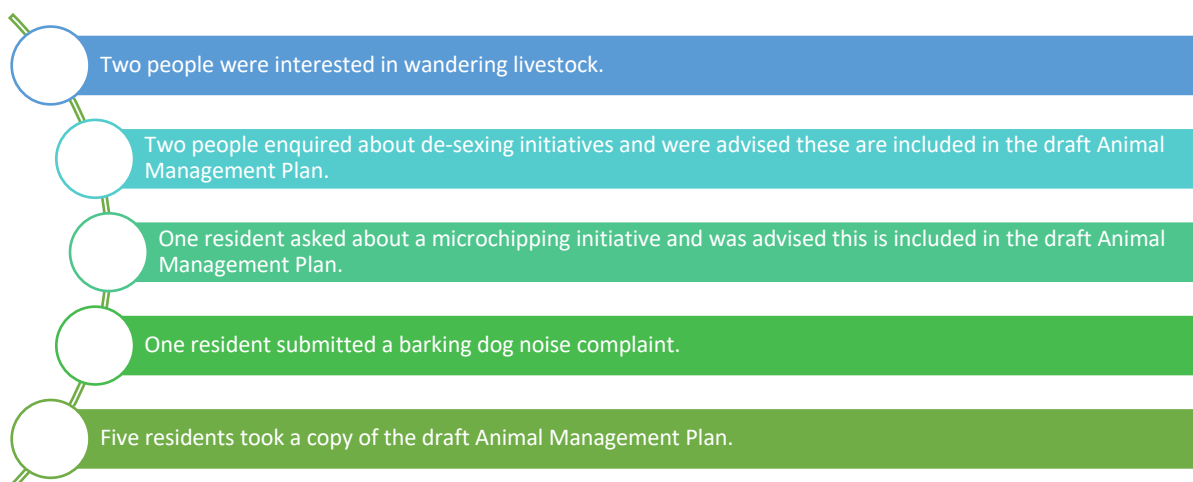 Two people were interested in wandering livestock.
Two people enquired about de-sexing initiatives and were advised these are included in the draft Animal
Management Plan.
One resident asked about a microchipping initiative and was advised this is included in the draft Animal
Management Plan.
One resident submitted a barking dog noise complaint.
Five residents took a copy of the draft Animal Management Plan.